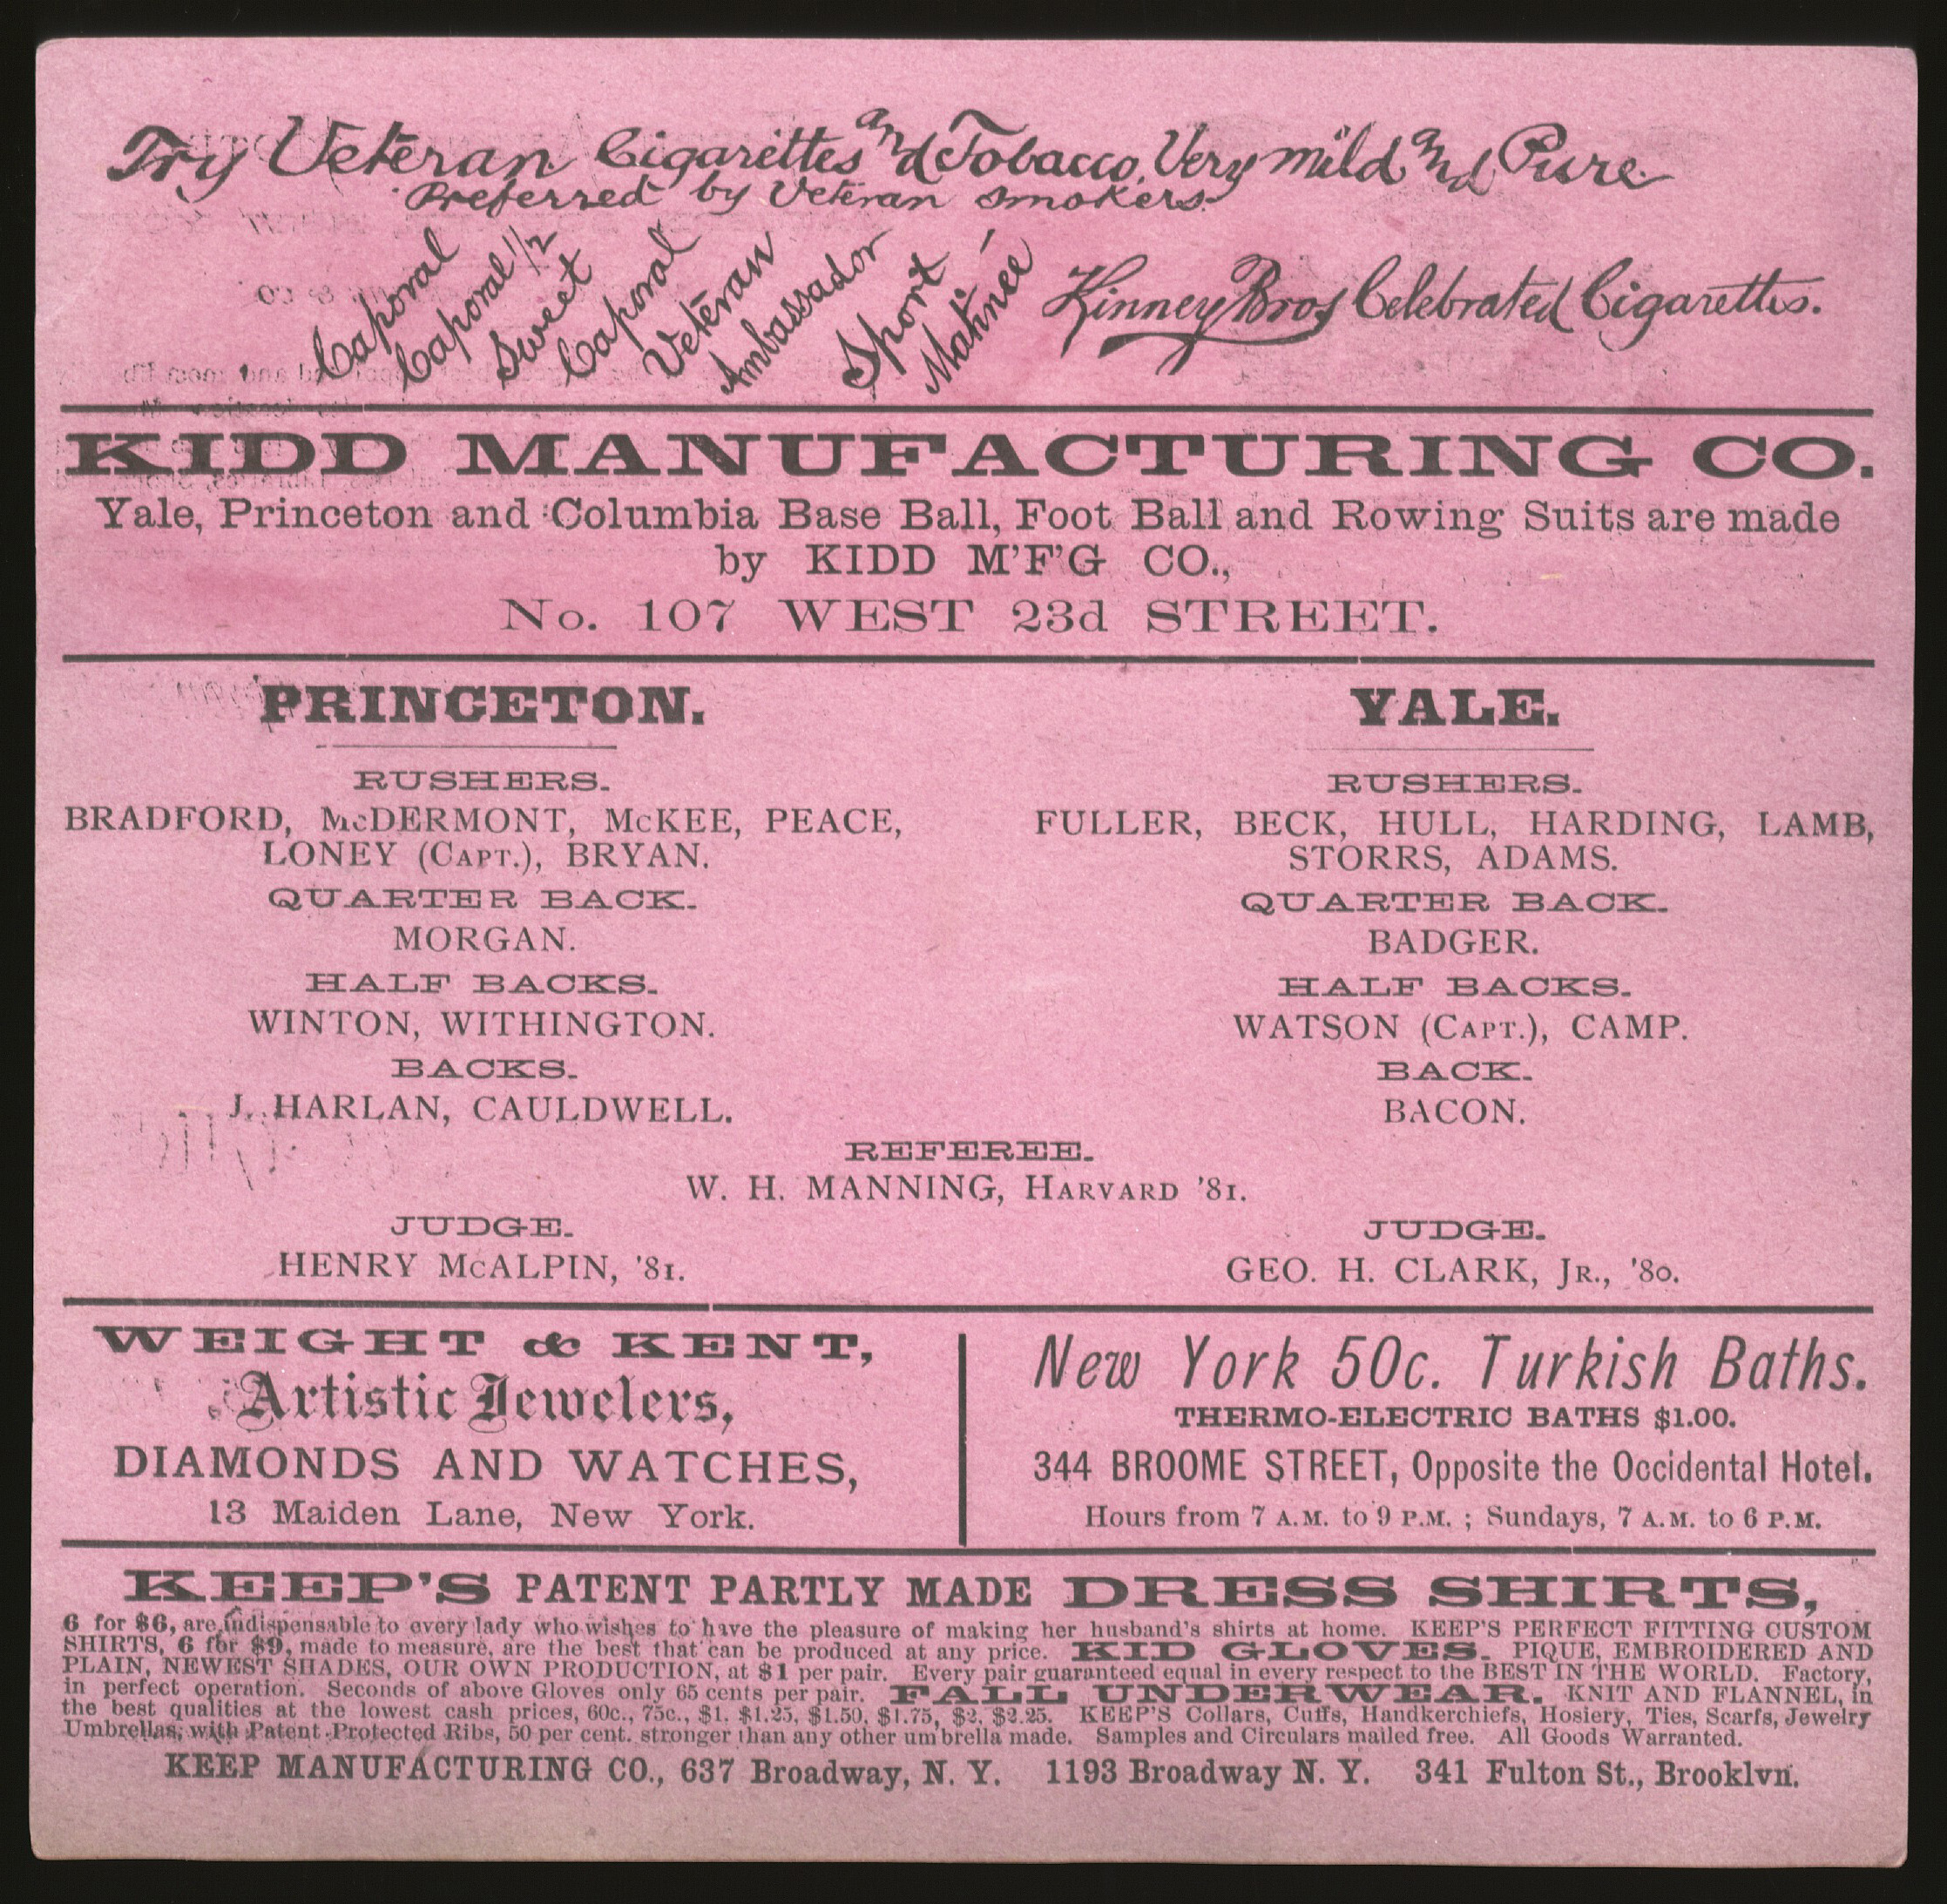 Try Veteran Cigarettes and Tobacco, Very mild and Pure.
Preferred by Veteran Smokers.
Caporal
Caporal 1/2
Sweet
Caporal
Veteran
Ambassador
Sport
Matinée
Kinney Bros Celebrated Cigarettes.
KIDD MANUFACTURING CO.
Yale, Princeton and Columbia Base Ball, Foot Ball and Rowing Suits are made
by KIDD M'F'G CO.,
No. 107 WEST 23d STREET.
PRINCETON.
RUSHERS.
BRADFORD, McDERMONT, McKEE, PEACE,
LONEY (Capt.), BRYAN.
QUARTER BACK.
MORGAN.
HALF BACKS.
WINTON, WITHINGTON.
BACKS.
J. HARLAN, CAULDWELL.
YALE.
RUSHERS.
FULLER, BECK, HULL, HARDING, LAMB,
STORRS, ADAMS.
QUARTER BACK.
BADGER.
HALF BACKS.
WATSON (Capt.), CAMP.
BACK.
BACON.
REFEREE.
W. H. MANNING, Harvard '81.
JUDGE.
HENRY McALPIN, '81.
JUDGE.
GEO. H. CLARK, Jr., '80.
WEIGHT & KENT,
Artistic Jewelers,
DIAMONDS AND WATCHES,
13 Maiden Lane, New York.
New York 50c. Turkish Baths.
THERMO-ELECTRIC BATHS $1.00.
344 BROOME STREET, Opposite the Occidental Hotel.
Hours from 7 A.M. to 9 P.M. ; Sundays, 7 A.M. to 6 P.M.
KEEP'S PATENT PARTLY MADE DRESS SHIRTS,
6 for $6, are indispensable to every lady who wishes to have the pleasure of making her husband's shirts at home. KEEP'S PERFECT FITTING CUSTOM
SHIRTS, 6 for $9, made to measure, are the best that can be produced at any price. KID GLOVES. PIQUE, EMBROIDERED AND
PLAIN, NEWEST SHADES, OUR OWN PRODUCTION, at $1 per pair. Every pair guaranteed equal in every respect to the BEST IN THE WORLD. Factory,
in perfect operation. Seconds of above Gloves only 65 cents per pair. FALL UNDERWEAR. KNIT AND FLANNEL, in
the best qualities at the lowest cash prices, 60c., 75c., $1. $1.25, $1.50, $1.75, $2. $2.25. KEEP'S Collars, Cuffs, Handkerchiefs, Hosiery, Ties, Scarfs, Jewelry
Umbrellas, with Patent Protected Ribs, 50 per cent. stronger than any other umbrella made. Samples and Circulars mailed free. All Goods Warranted.
KEEP MANUFACTURING CO., 637 Broadway, N. Y. 1193 Broadway N. Y. 341 Fulton St., Brooklyn.